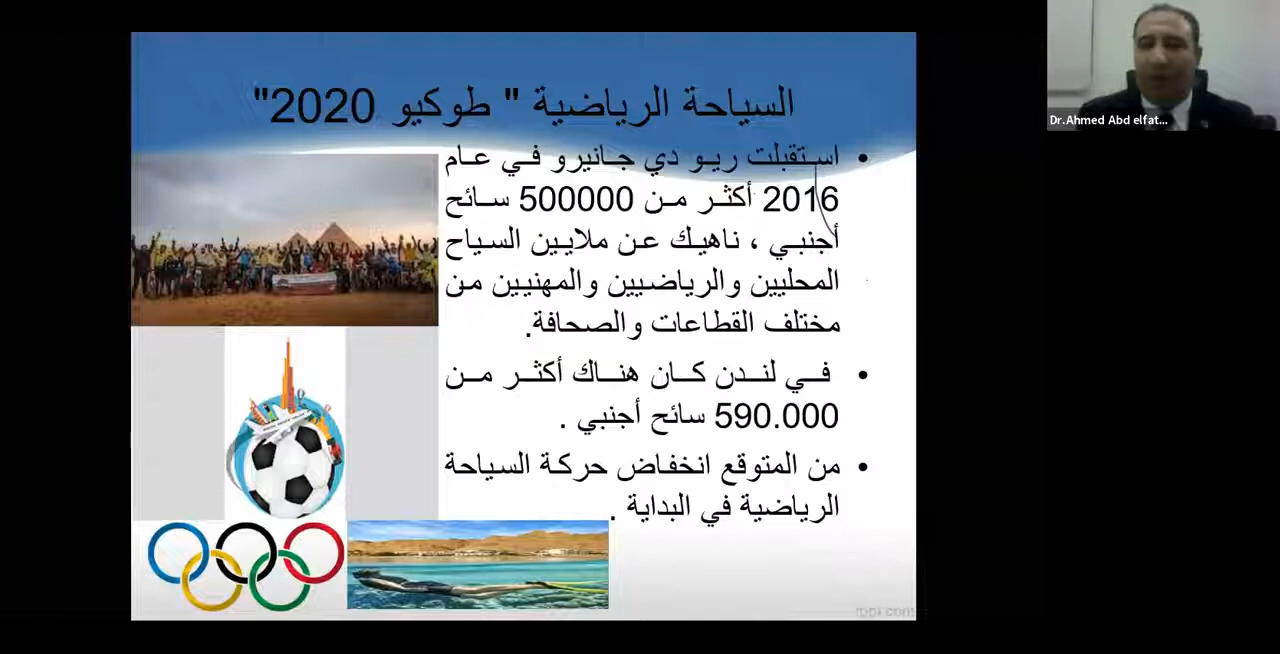 السياحة الرياضية " طوكيو 2020"
• استقبلت ريو دي جانيرو في عام
2016 أكثر من 500000 سائح
أجنبي ، ناهيك عن ملايين السياح
المحليين والرياضيين والمهنيين من
مختلف القطاعات والصحافة.
• في لندن كان هناك أكثر من
590.000 سائح أجنبي .
• من المتوقع انخفاض حركة السياحة
الرياضية في البداية .
Dr.Ahmed Abd elfat...